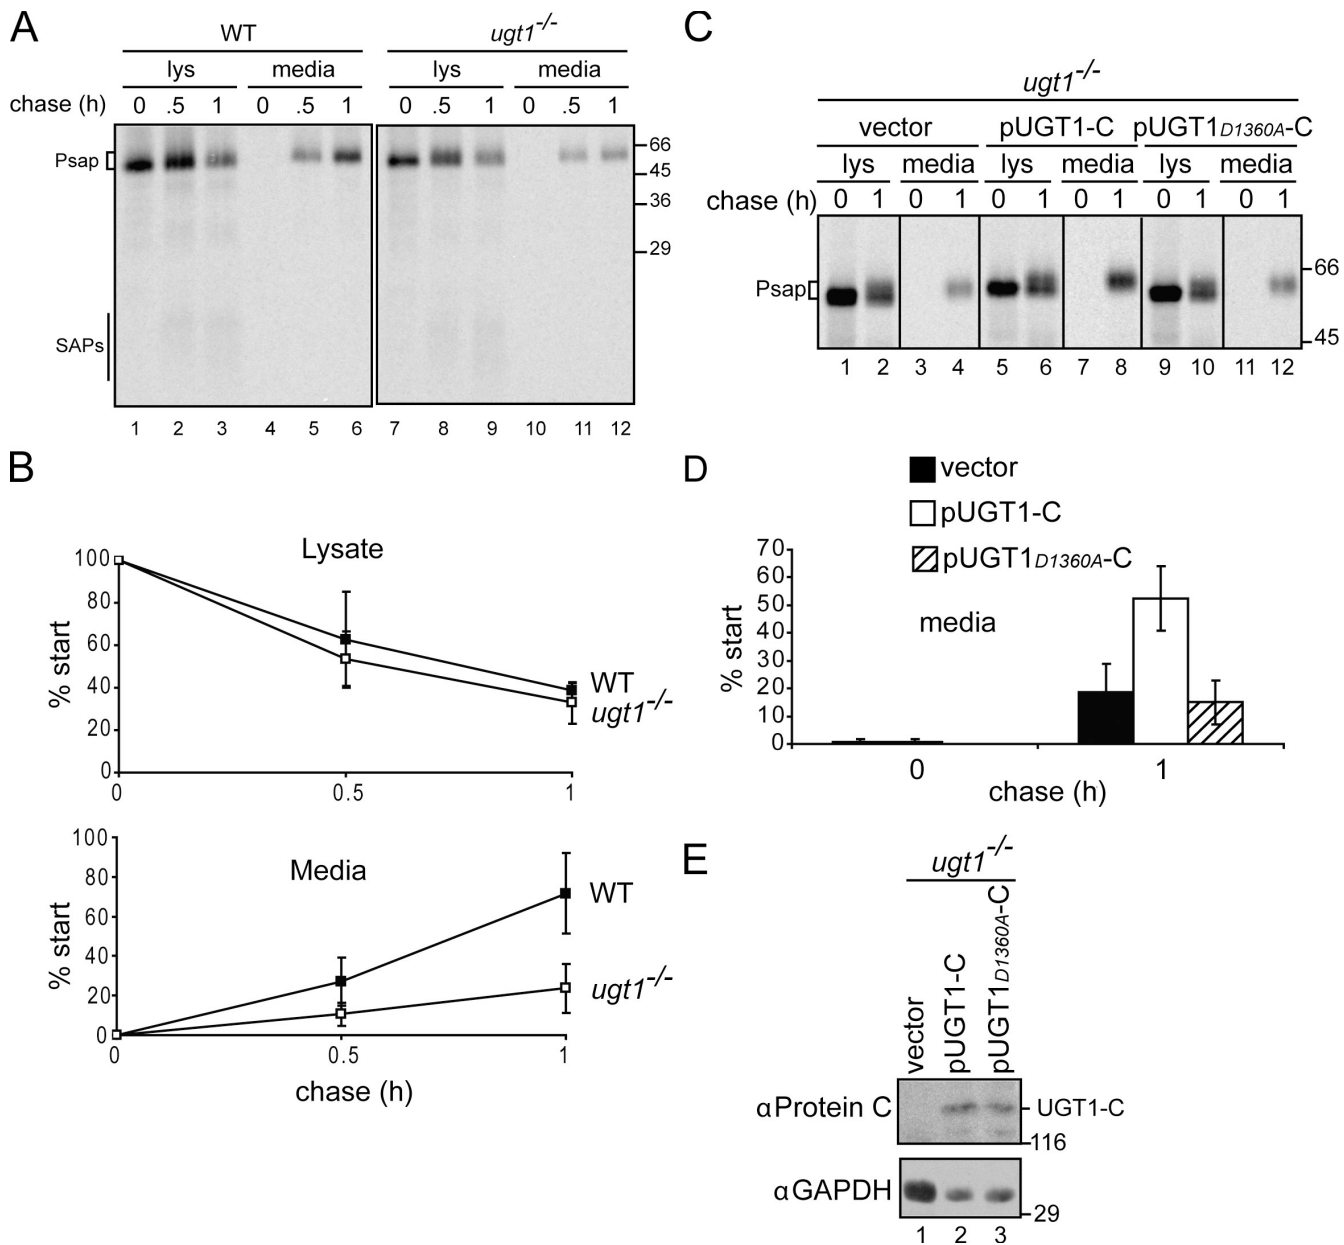 A
WT
ugt1-/-
lys media lys media
chase (h) 0 .5 1 0 .5 1 0 .5 1 0 .5 1
Psap
66
45
36
29
SAPs
1 2 3 4 5 6 7 8 9 10 11 12
B
Lysate
% start
100
80
60
40
20
0
WT
ugt1-/-
0 0.5 1
Media
% start
100
80
60
40
20
0
WT
ugt1-/-
0 0.5 1
chase (h)
C
ugt1-/-
vector pUGT1-C pUGT1D1360A-C
lys media lys media lys media
chase (h) 0 1 0 1 0 1 0 1 0 1 0 1
Psap
66
45
1 2 3 4 5 6 7 8 9 10 11 12
D
vector
pUGT1-C
pUGT1D1360A-C
media
% start
70
60
50
40
30
20
10
0
0 1
chase (h)
E
ugt1-/-
vector
pUGT1-C
pUGT1D1360A-C
αProtein C
UGT1-C
116
αGAPDH
29
1 2 3